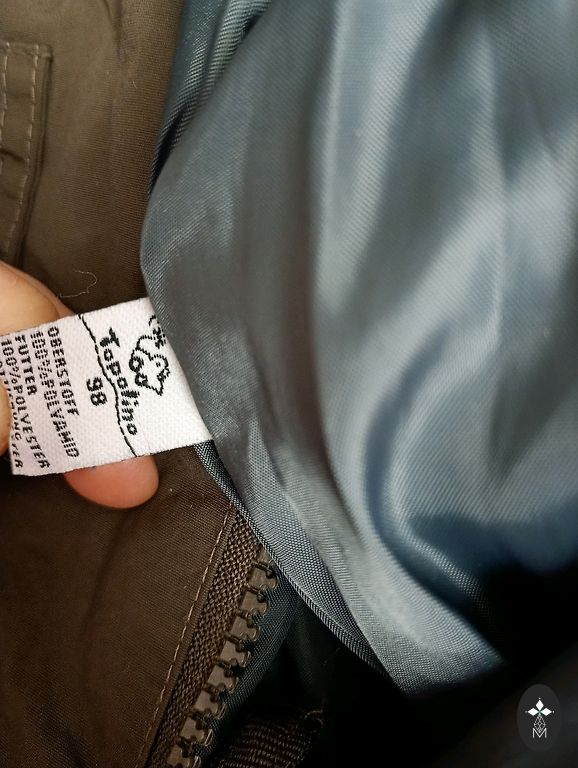 Topolino
98
OBERSTOFF
100%POLYAMID
FUTTER
100%POLYESTER
M